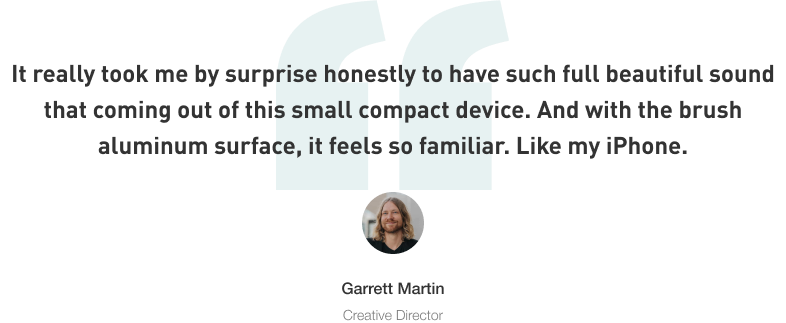 It really took me by surprise honestly to have such full beautiful sound
that coming out of this small compact device. And with the brush
aluminum surface, it feels so familiar. Like my iPhone.
Garrett Martin
Creative Director